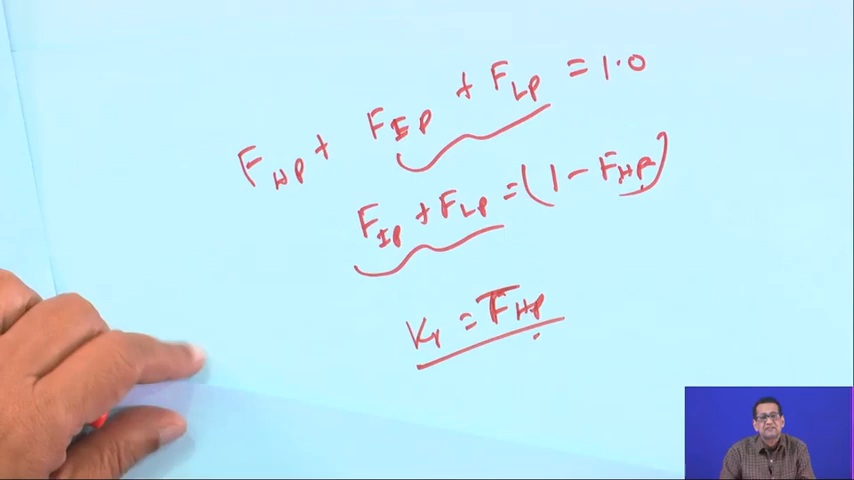 F_HP + F_IP + F_LP = 1.0
F_IP + F_LP = (1 - F_HP)
K_r = F_HP